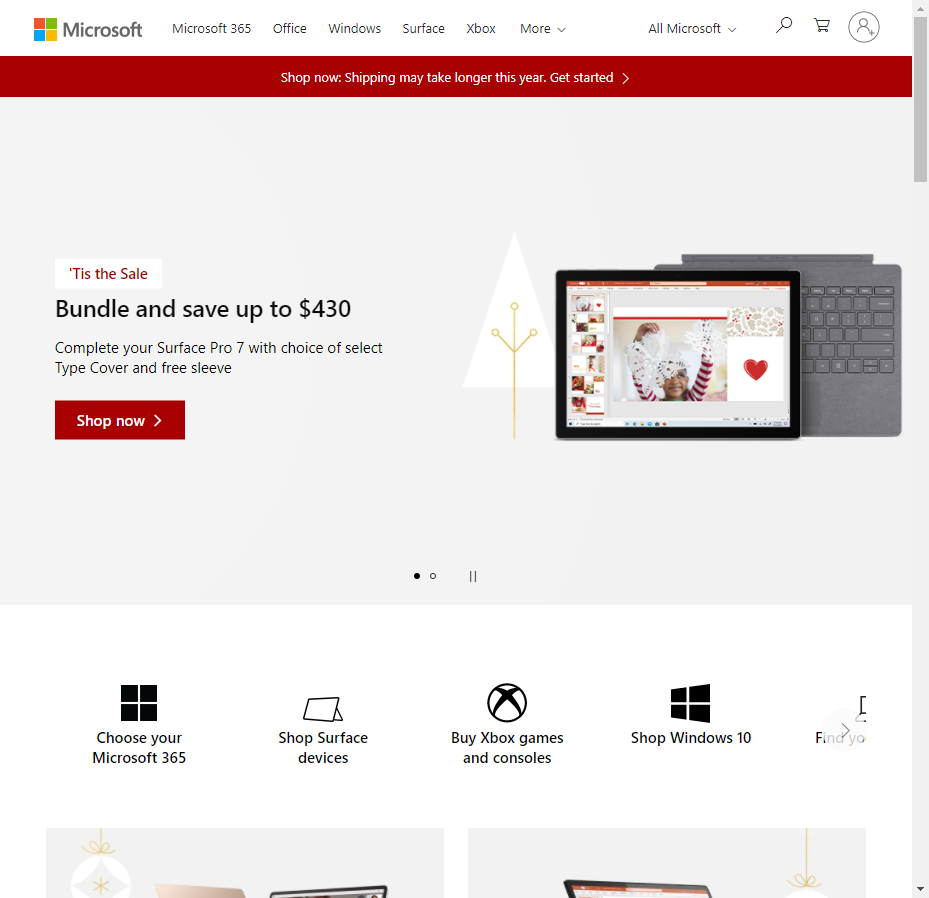 Microsoft
Microsoft 365
Office
Windows
Surface
Xbox
More
All Microsoft
Shop now: Shipping may take longer this year. Get started
'Tis the Sale
Bundle and save up to $430
Complete your Surface Pro 7 with choice of select
Type Cover and free sleeve
Shop now
Choose your
Microsoft 365
Shop Surface
devices
Buy Xbox games
and consoles
Shop Windows 10
Find yo